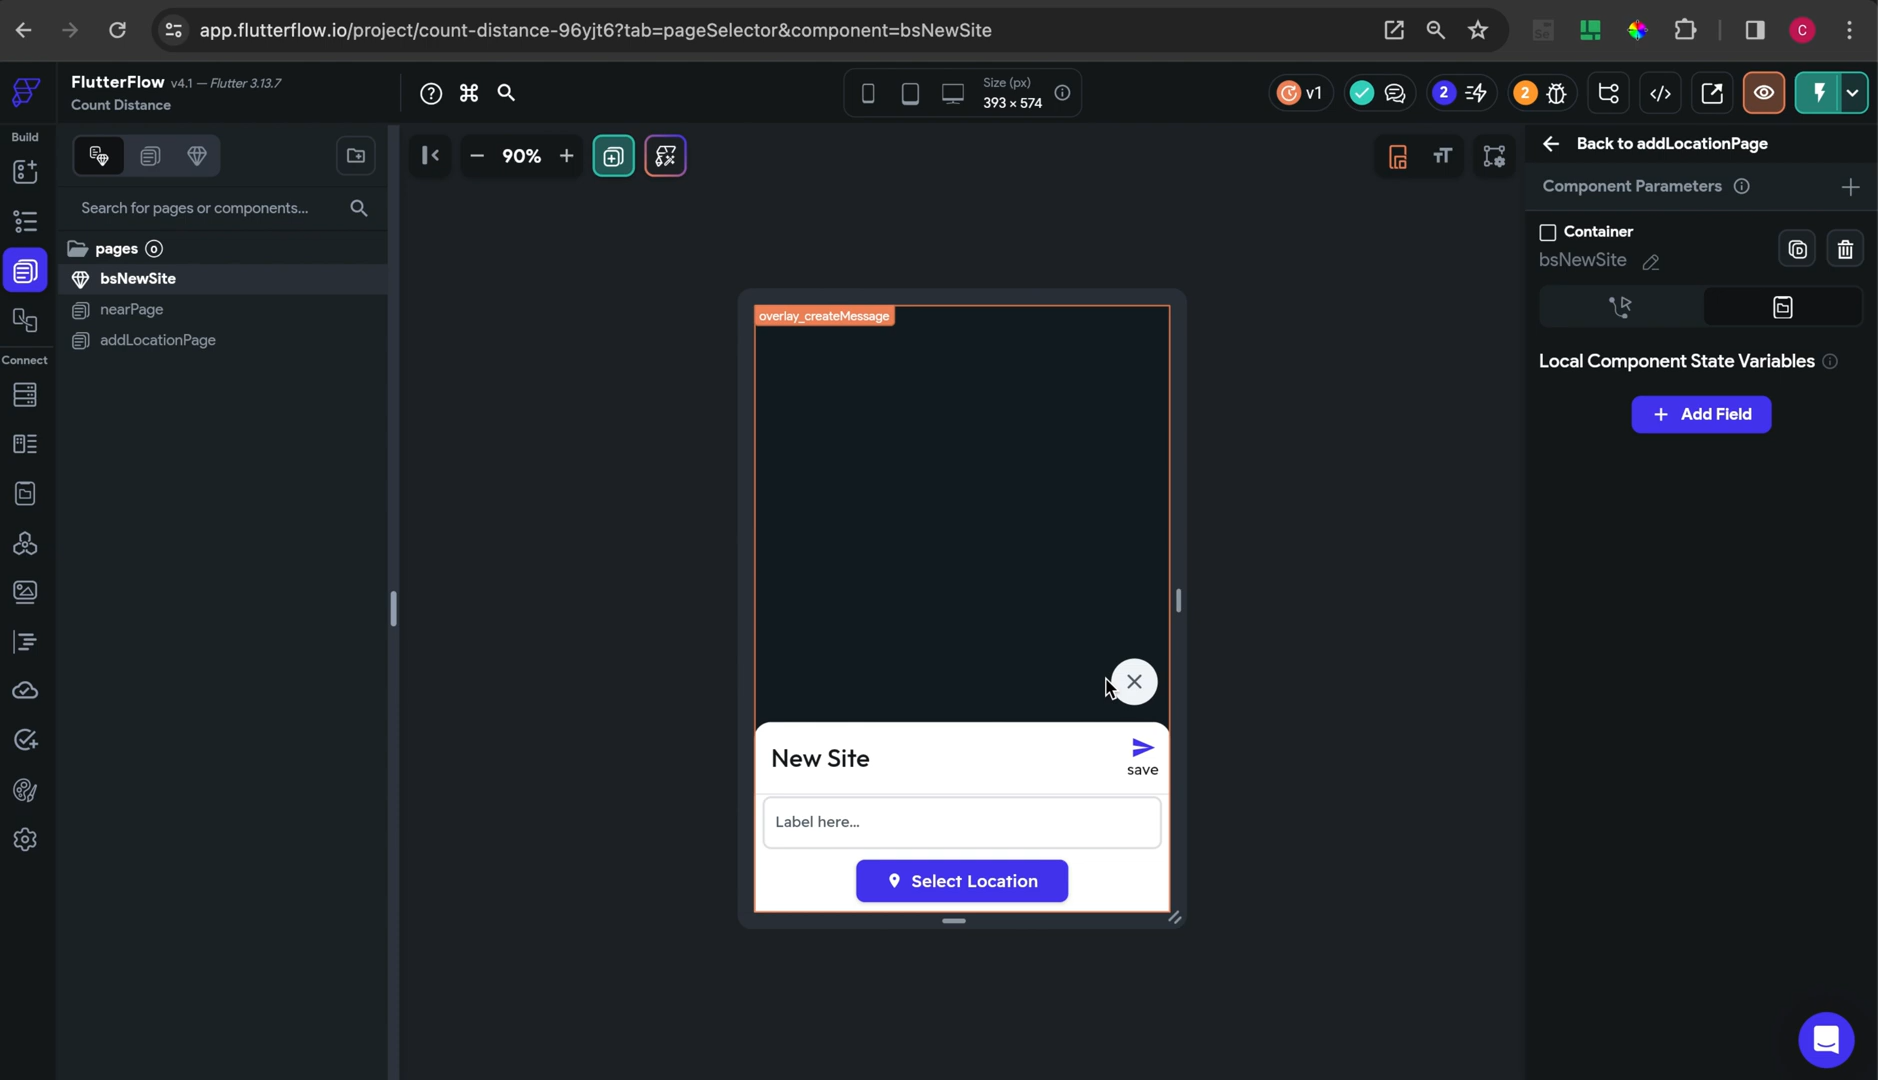 app.flutterflow.io/project/count-distance-96yjt6?tab=pageSelector&component=bsNewSite
C
FlutterFlow v4.1 — Flutter 3.13.7
Count Distance
Size (px)
393 × 574
v1
2
2
Build
90%
Back to addLocationPage
Component Parameters
Search for pages or components...
pages
bsNewSite
nearPage
addLocationPage
Connect
Container
bsNewSite
Local Component State Variables
Add Field
overlay_createMessage
New Site
save
Label here...
Select Location